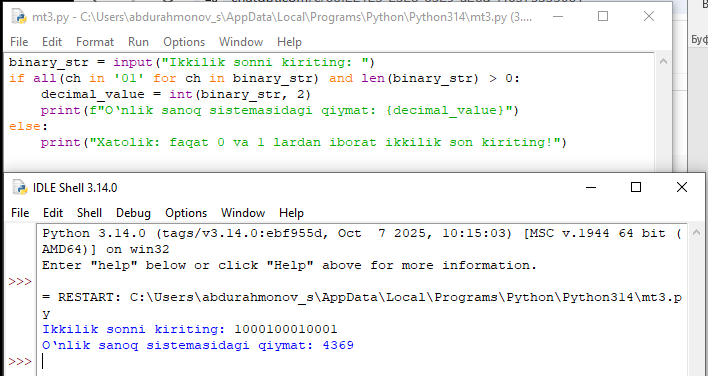 mt3.py - C:\Users\abdurahmonov_s\AppData\Local\Programs\Python\Python314\mt3.py (3....
File Edit Format Run Options Window Help
binary_str = input("Ikkilik sonni kiriting: ")
if all(ch in '01' for ch in binary_str) and len(binary_str) > 0:
    decimal_value = int(binary_str, 2)
    print(f"O‘nlik sanoq sistemasidagi qiymat: {decimal_value}")
else:
    print("Xatolik: faqat 0 va 1 lardan iborat ikkilik son kiriting!")
IDLE Shell 3.14.0
File Edit Shell Debug Options Window Help
Python 3.14.0 (tags/v3.14.0:ebf955d, Oct  7 2025, 10:15:03) [MSC v.1944 64 bit (
AMD64)] on win32
Enter "help" below or click "Help" above for more information.
>>>
= RESTART: C:\Users\abdurahmonov_s\AppData\Local\Programs\Python\Python314\mt3.p
y
Ikkilik sonni kiriting: 1000100010001
O‘nlik sanoq sistemasidagi qiymat: 4369
>>>
Буф